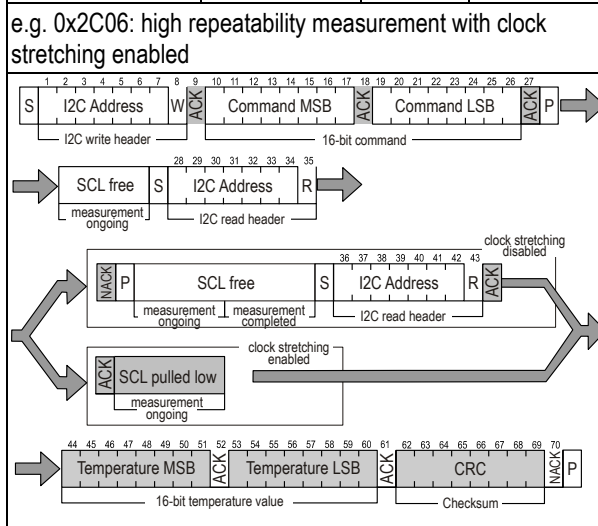 e.g. 0x2C06: high repeatability measurement with clock
stretching enabled
1 2 3 4 5 6 7 8 9 10 11 12 13 14 15 16 17 18 19 20 21 22 23 24 25 26 27
S I2C Address W ACK Command MSB ACK Command LSB ACK P
I2C write header 16-bit command
28 29 30 31 32 33 34 35
SCL free S I2C Address R
measurement I2C read header
ongoing
clock stretching
disabled
36 37 38 39 40 41 42 43
NACK P SCL free S I2C Address R ACK
measurement measurement I2C read header
ongoing completed
clock stretching
enabled
ACK SCL pulled low
measurement
ongoing
44 45 46 47 48 49 50 51 52 53 54 55 56 57 58 59 60 61 62 63 64 65 66 67 68 69 70
Temperature MSB ACK Temperature LSB ACK CRC NACK P
16-bit temperature value Checksum